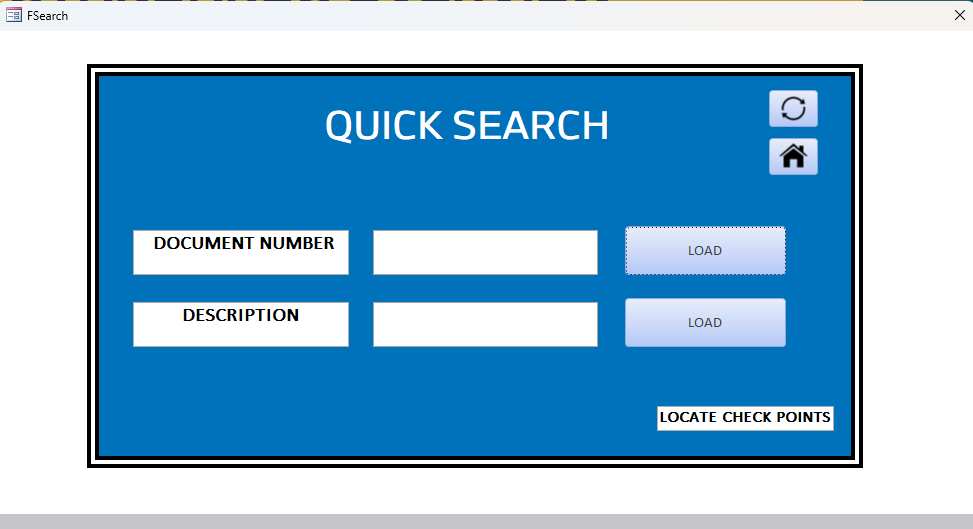 FSearch
QUICK SEARCH
DOCUMENT NUMBER
LOAD
DESCRIPTION
LOAD
LOCATE CHECK POINTS